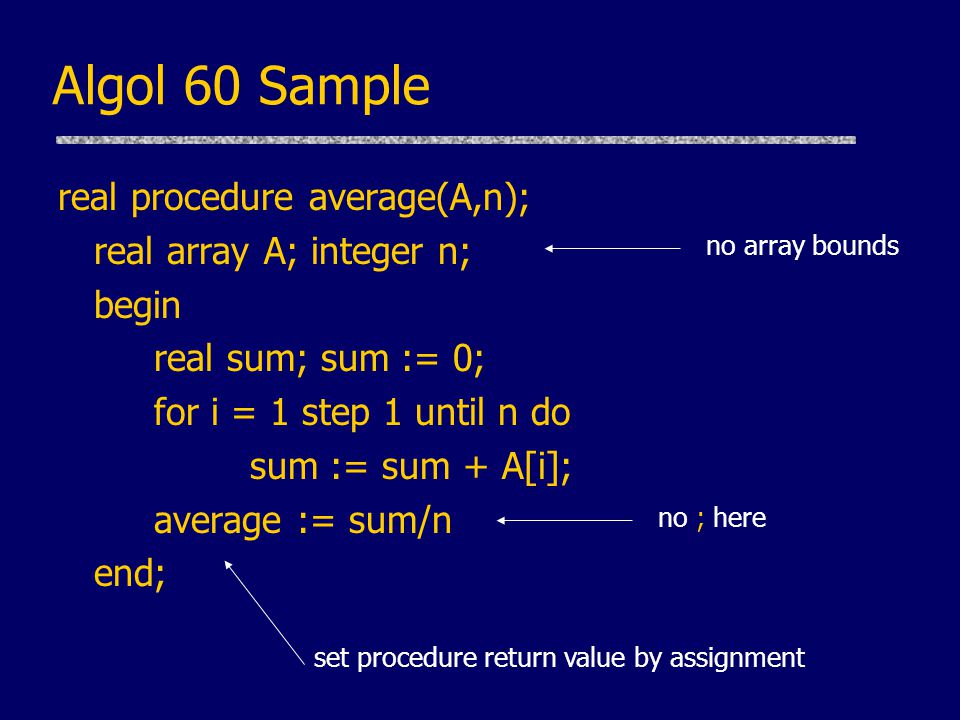 Algol 60 Sample
real procedure average(A,n);
real array A; integer n;
no array bounds
begin
real sum; sum := 0;
for i = 1 step 1 until n do
sum := sum + A[i];
average := sum/n
no ; here
end;
set procedure return value by assignment